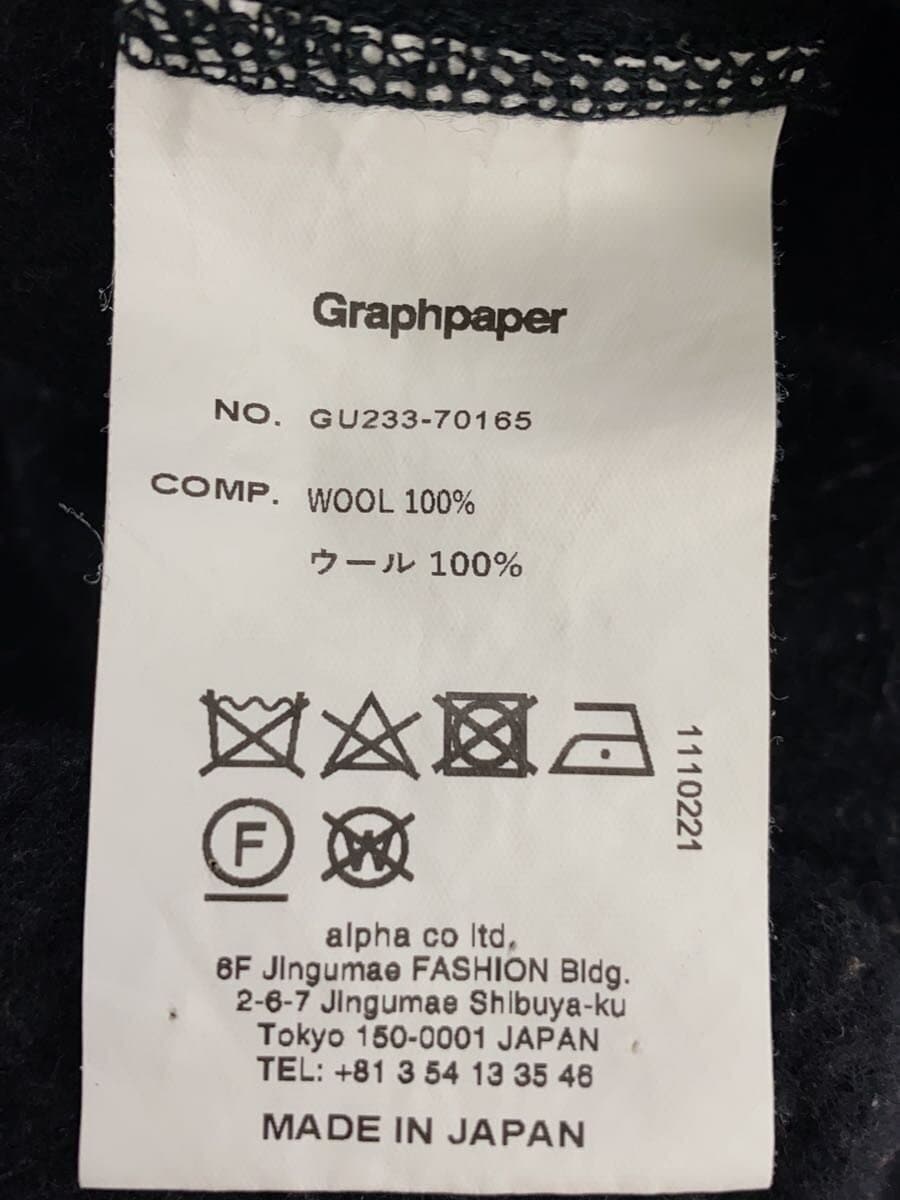 Graphpaper
NO. GU233-70165
COMP. WOOL 100%
ウール 100%
1110221
F
W
alpha co ltd.
6F Jingumae FASHION Bldg.
2-6-7 Jingumae Shibuya-ku
Tokyo 150-0001 JAPAN
TEL: +81 3 54 13 35 46
MADE IN JAPAN